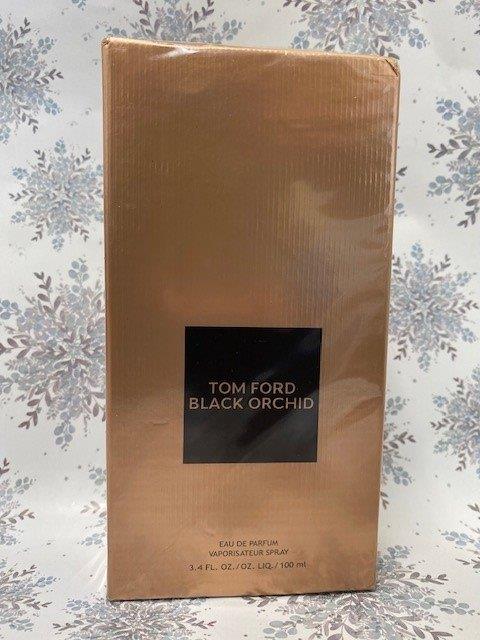 TOM FORD
BLACK ORCHID
EAU DE PARFUM
VAPORISATEUR SPRAY
3.4 FL. OZ./OZ. LIQ./100 ml